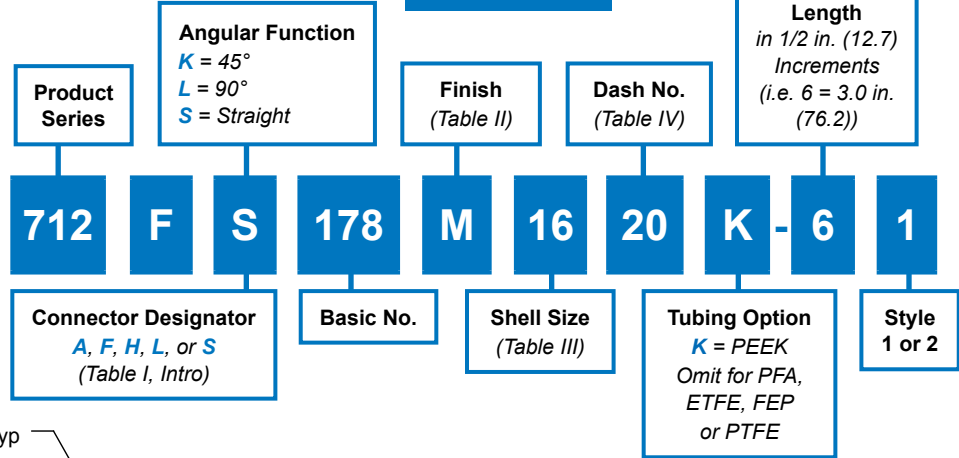 Product
Series
Angular Function
K = 45°
L = 90°
S = Straight
Finish
(Table II)
Dash No.
(Table IV)
Length
in 1/2 in. (12.7)
Increments
(i.e. 6 = 3.0 in.
(76.2))
712 F S 178 M 16 20 K - 6 1
Connector Designator
A, F, H, L, or S
(Table I, Intro)
Basic No.
Shell Size
(Table III)
Tubing Option
K = PEEK
Omit for PFA,
ETFE, FEP
or PTFE
Style
1 or 2
yp